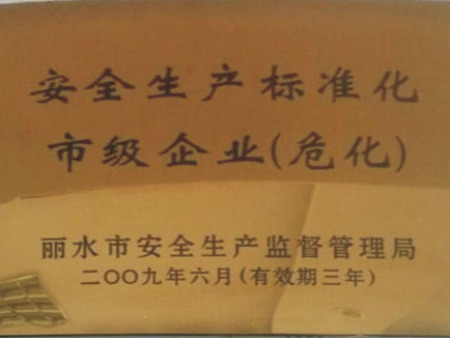 安全生产标准化
市级企业(危化)
丽水市安全生产监督管理局
二〇〇九年六月(有效期三年)